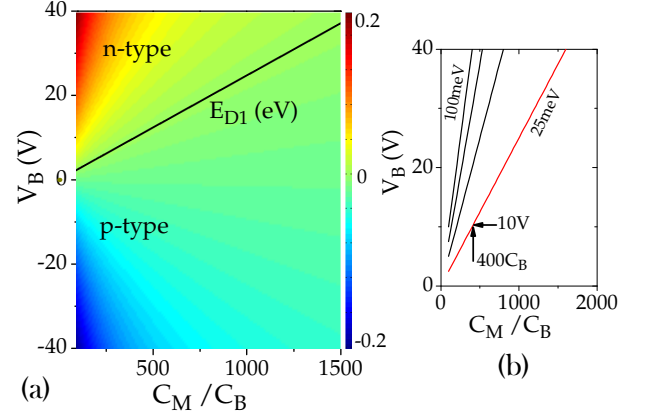 40
20
0
-20
-40
V_B (V)
n-type
p-type
E_D1 (eV)
500
1000
1500
C_M /C_B
0.2
0
-0.2
(a)
40
20
0
V_B (V)
100meV
25meV
10V
400C_B
0
1000
2000
C_M /C_B
(b)